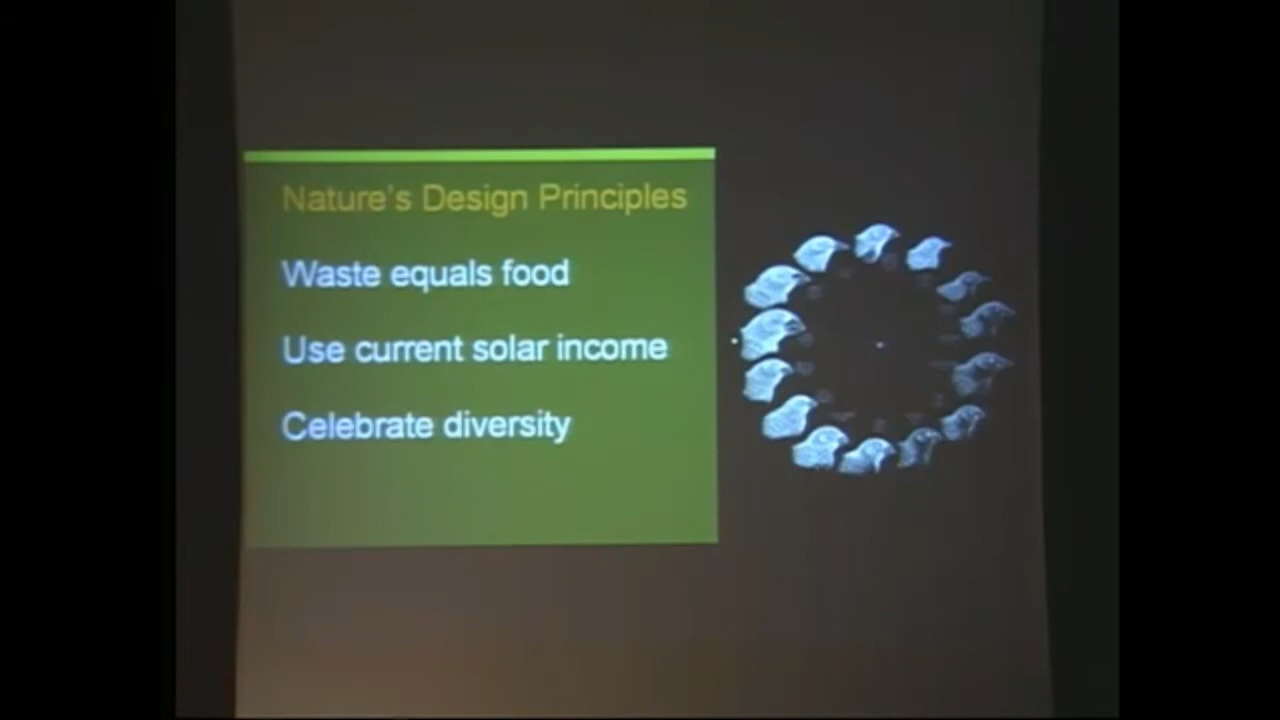 Nature's Design Principles
Waste equals food
Use current solar income
Celebrate diversity